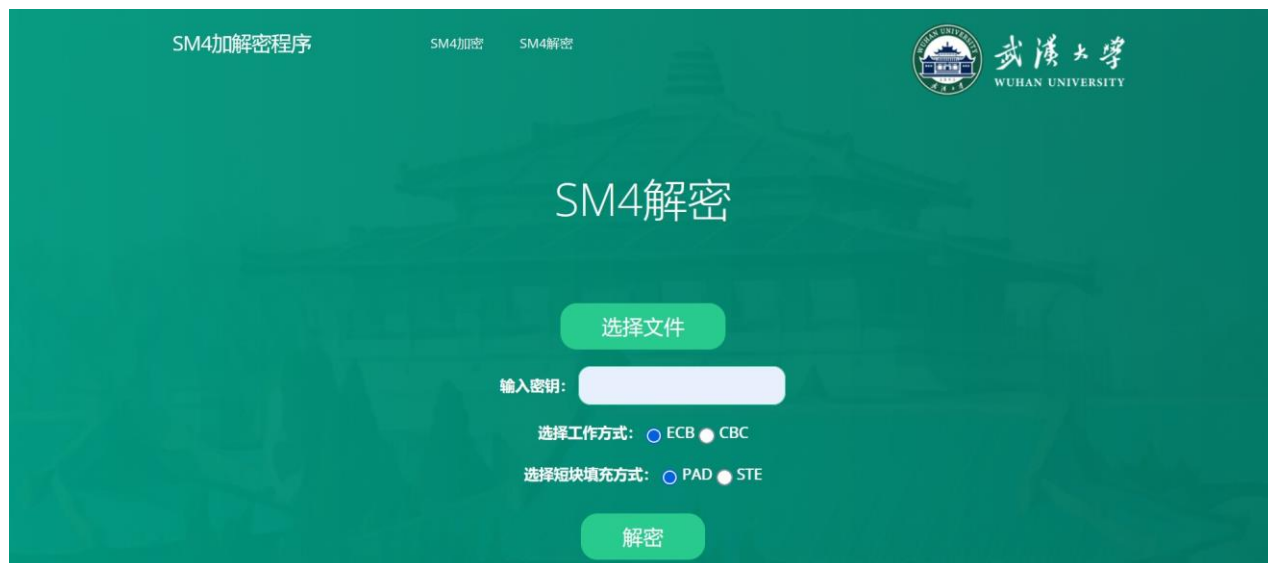 SM4加解密程序 SM4加密 SM4解密
武漢大學
WUHAN UNIVERSITY
WUHAN UNIVERSITY
1893
SM4解密
选择文件
输入密钥：
选择工作方式： ECB CBC
选择短块填充方式： PAD STE
解密